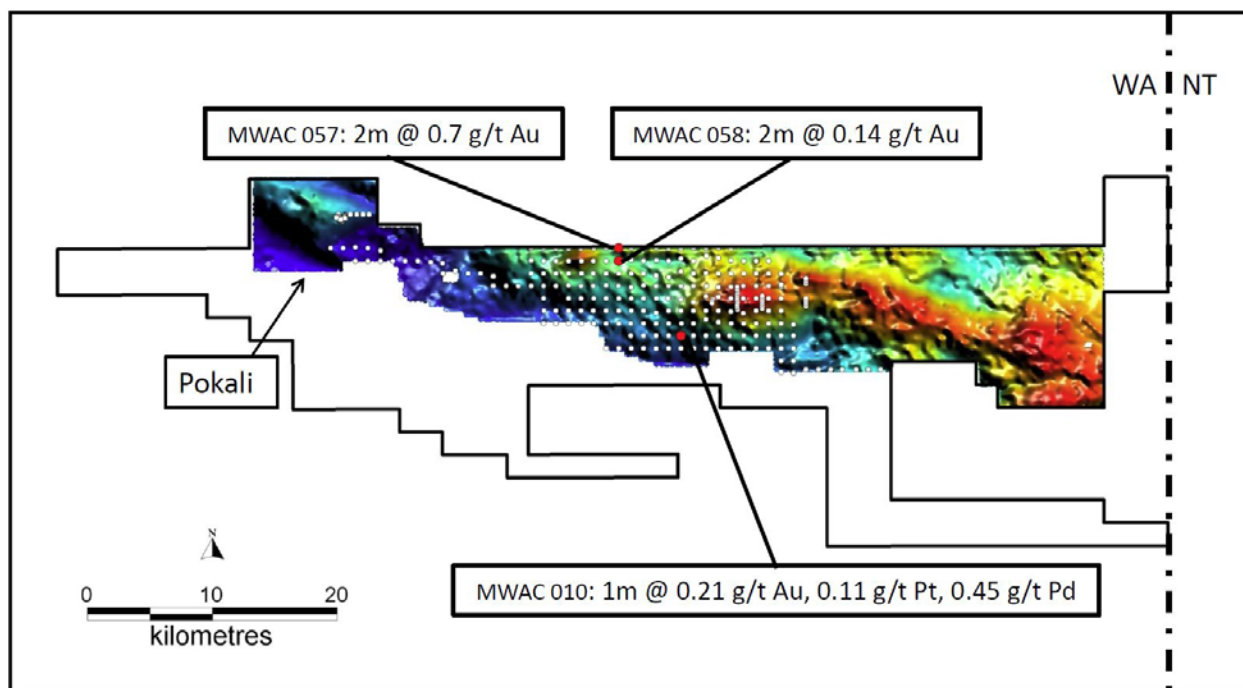 WA NT
MWAC 057: 2m @ 0.7 g/t Au
MWAC 058: 2m @ 0.14 g/t Au
Pokali
N
0 10 20
kilometres
MWAC 010: 1m @ 0.21 g/t Au, 0.11 g/t Pt, 0.45 g/t Pd